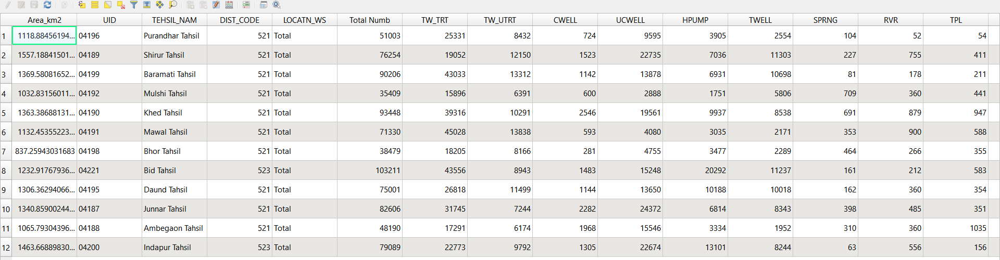 Area_km2 UID TEHSIL_NAM DIST_CODE LOCATN_WS Total Numb TW_TRT TW_UTRT CWELL UCWELL HPUMP TWELL SPRNG RVR TPL
1 1118.88456194... 04196 Purandhar Tahsil 521 Total 51003 25331 8432 724 9595 3905 2554 104 52 54
2 1557.18841501... 04189 Shirur Tahsil 521 Total 76254 19052 12150 1523 22735 7036 11303 227 755 411
3 1369.58081652... 04199 Baramati Tahsil 521 Total 90206 43033 13312 1142 13878 6931 10698 81 178 211
4 1032.83156011... 04192 Mulshi Tahsil 521 Total 35409 15896 6391 600 2888 1751 5806 709 360 441
5 1363.38688131... 04190 Khed Tahsil 521 Total 93448 39316 10291 2546 19561 9937 8538 691 879 947
6 1132.45355223... 04191 Mawal Tahsil 521 Total 71330 45028 13838 593 4080 3035 2171 353 900 588
7 837.25943031683 04198 Bhor Tahsil 521 Total 38479 18205 8166 281 4755 3477 2289 464 266 355
8 1232.91767936... 04221 Bid Tahsil 523 Total 103211 43556 8943 1483 15248 20292 11237 161 212 583
9 1306.36294066... 04195 Daund Tahsil 521 Total 75001 26818 11499 1144 13650 10188 10018 162 360 354
10 1340.85900244... 04187 Junnar Tahsil 521 Total 82606 31745 7244 2282 24372 6814 8343 398 485 351
11 1065.79304396... 04188 Ambegaon Tahsil 521 Total 48190 17291 6174 1968 15546 3334 1952 310 360 1035
12 1463.66889830... 04200 Indapur Tahsil 523 Total 79089 22773 9792 1305 22674 13101 8244 63 556 156